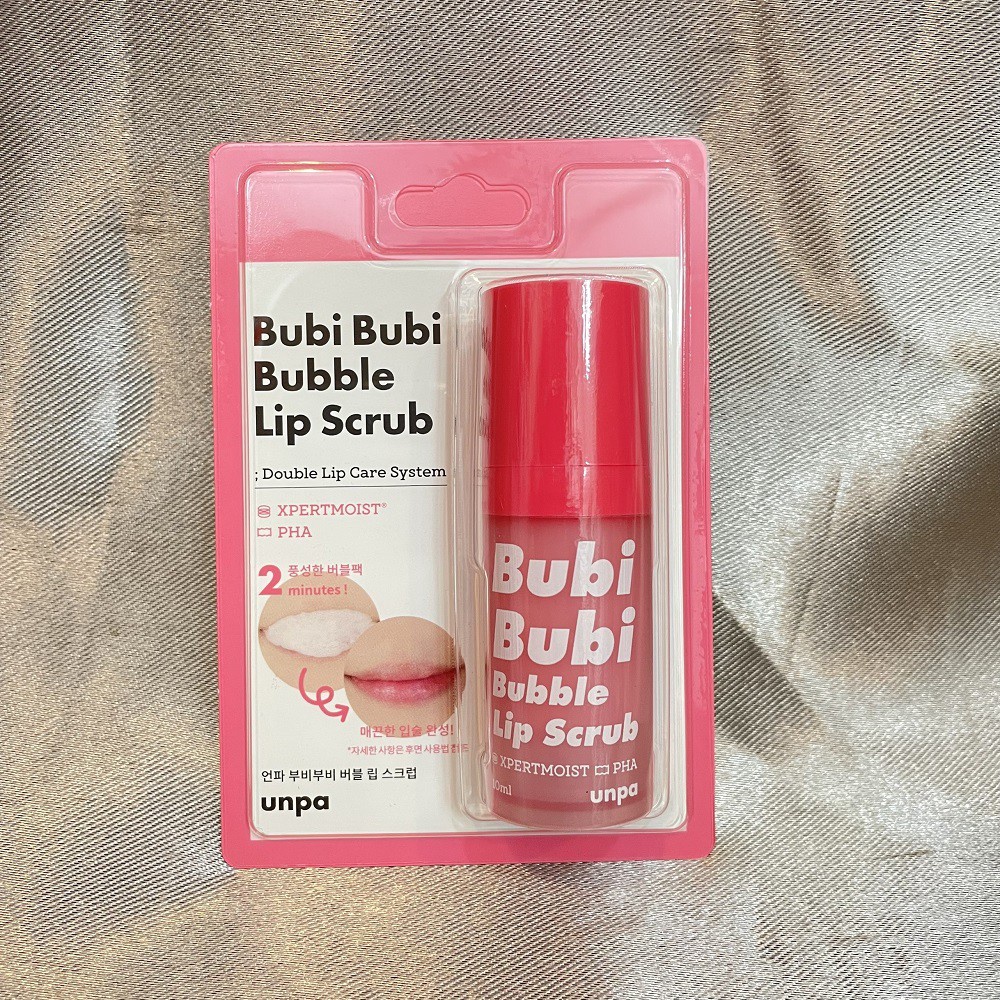 Bubi Bubi
Bubble
Lip Scrub
; Double Lip Care System
XPERTMOIST®
PHA
2 풍성한 버블팩
minutes !
매끈한 입술 완성!
*자세한 사항은 후면 사용법
언파 부비부비 버블 립 스크럽
unpa
Bubi
Bubi
Bubble
Lip Scrub
XPERTMOIST PHA
10ml
unpa